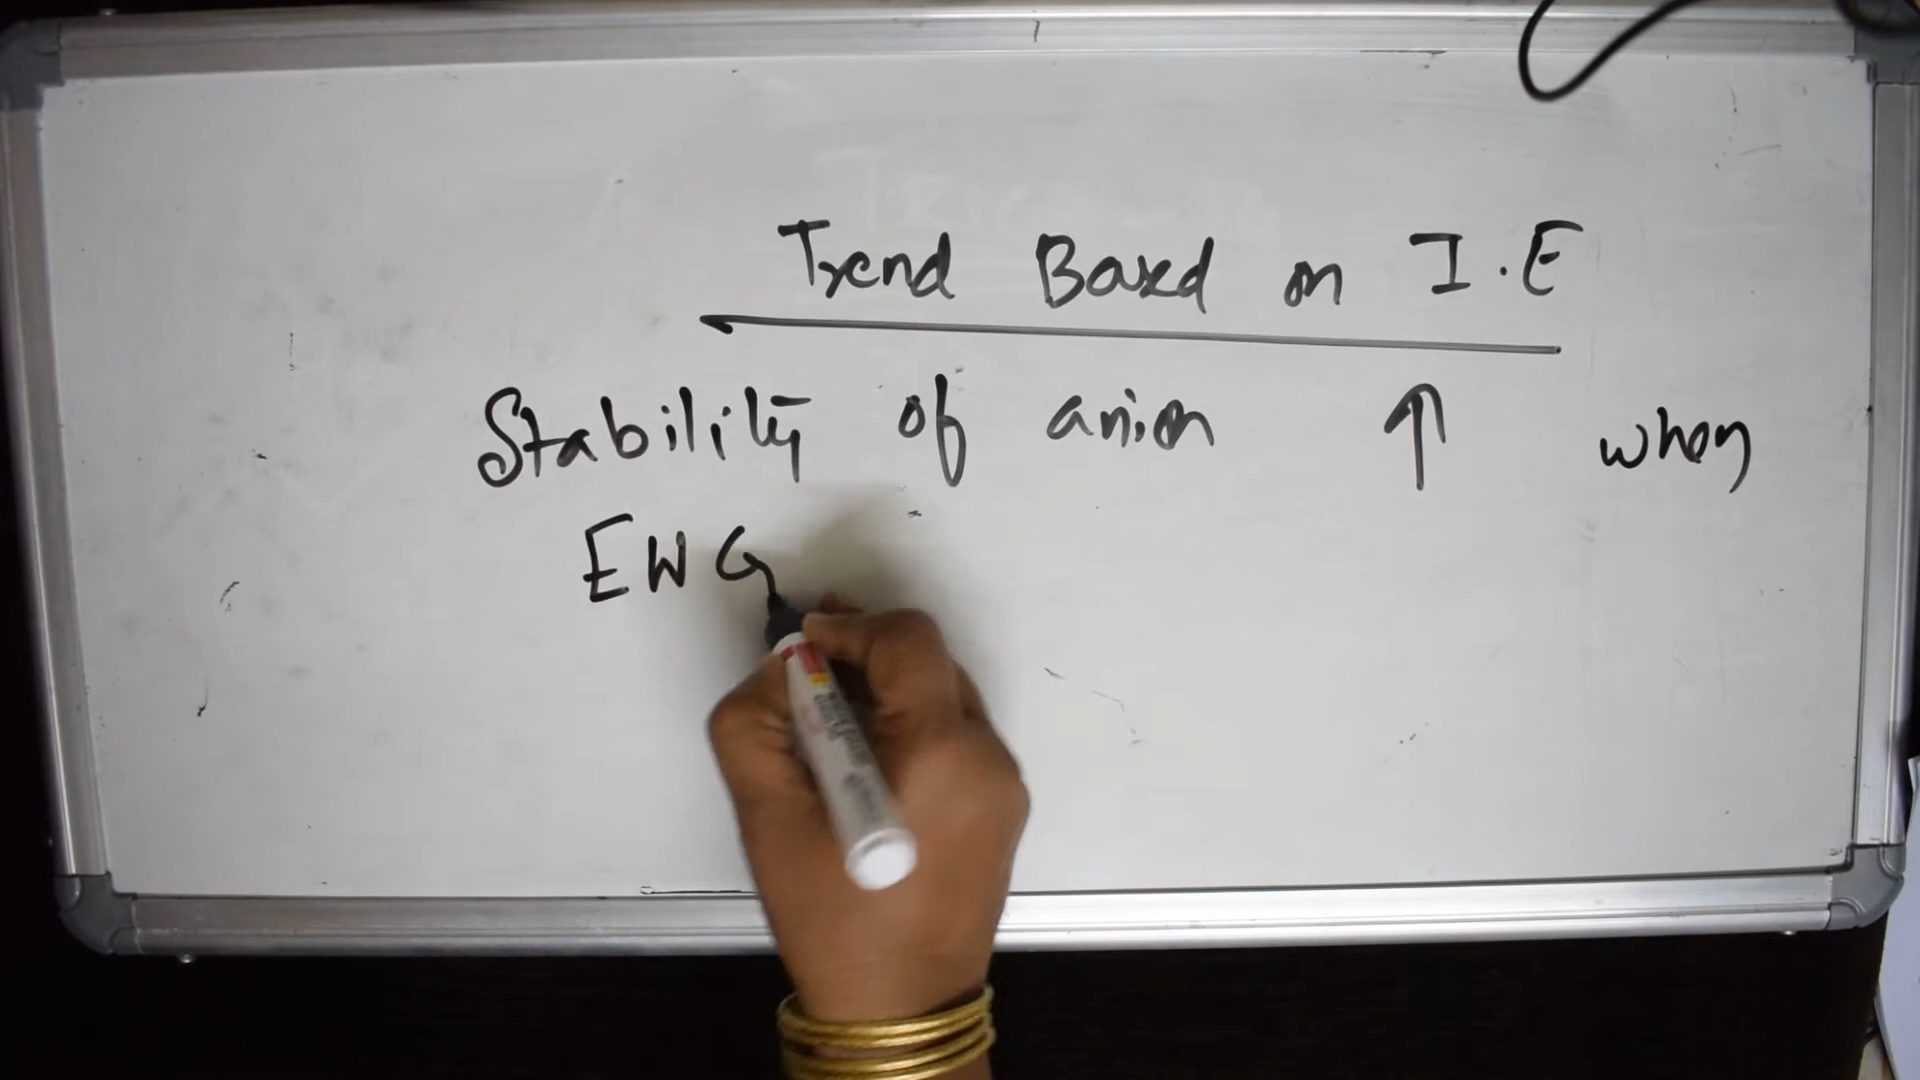 Trend Based on I.E
Stability of anion ↑ when
EWG